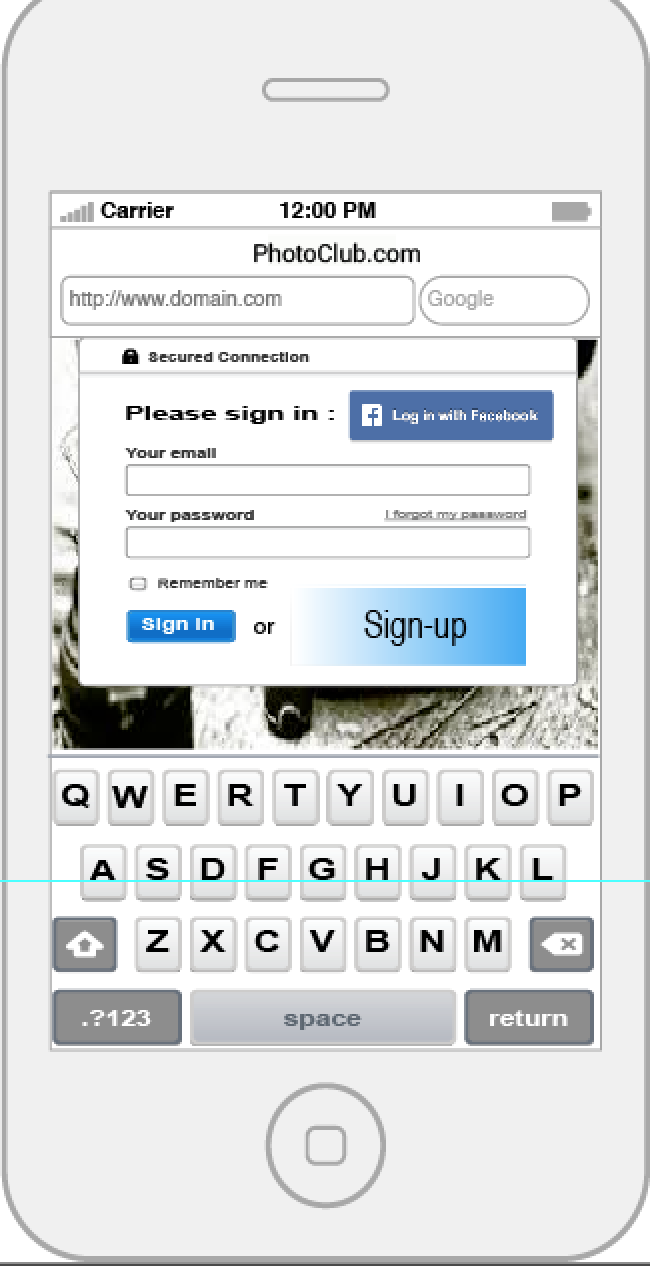 Carrier 12:00 PM
PhotoClub.com
http://www.domain.com Google
Secured Connection
Please sign in : Log in with Facebook
Your email
Your password I forgot my password
Remember me
Sign in or Sign-up
Q W E R T Y U I O P
A S D F G H J K L
Z X C V B N M
.?123 space return